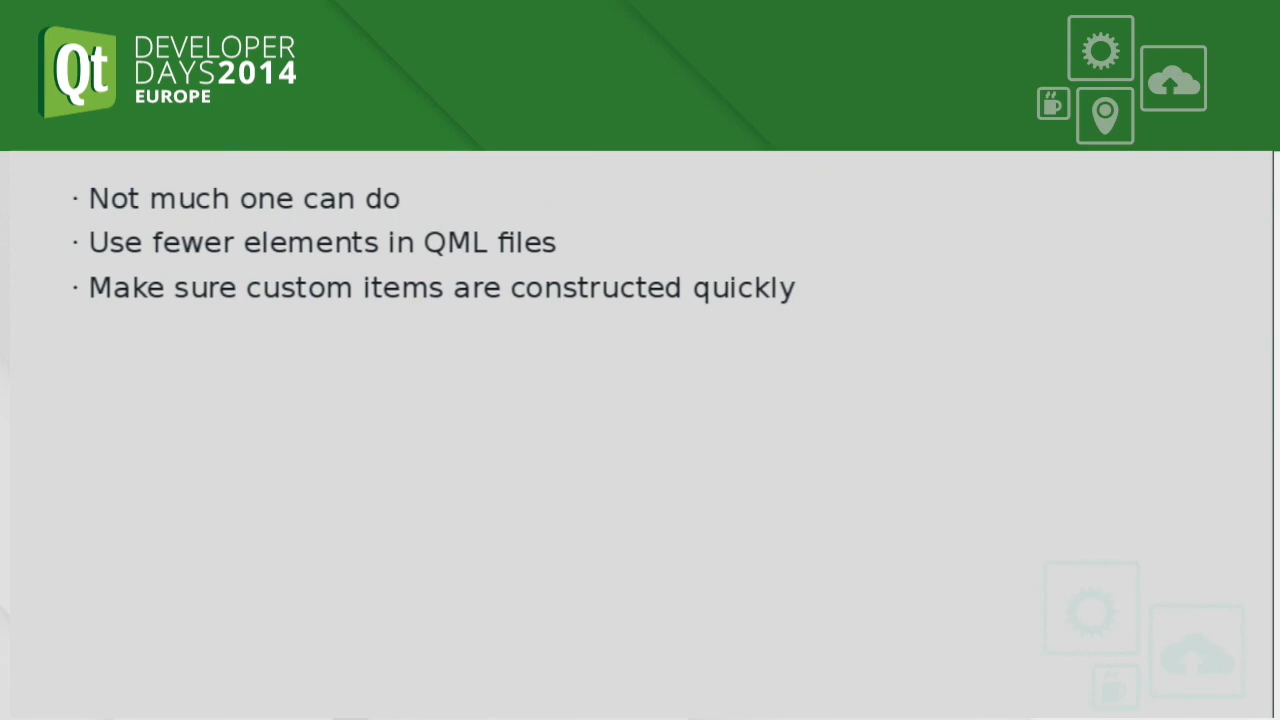 Qt
DEVELOPER
DAYS2014
EUROPE
· Not much one can do
· Use fewer elements in QML files
· Make sure custom items are constructed quickly